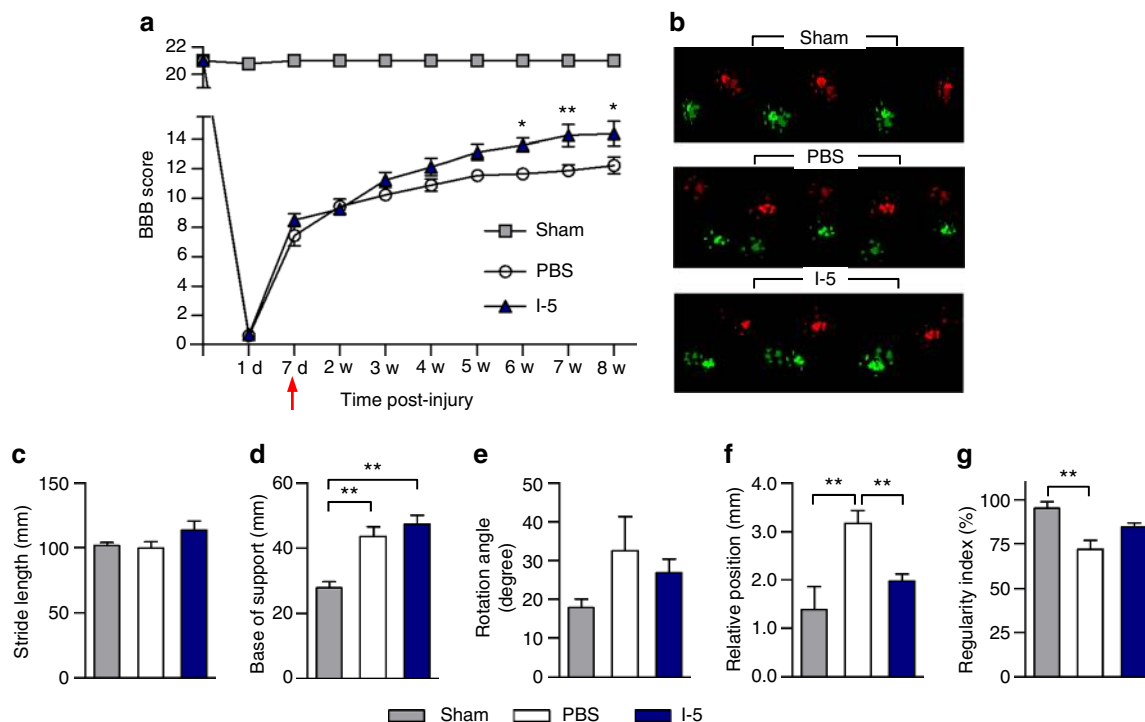 a
22
20
14
12
10
8
6
4
2
0
BBB score
*
**
*
Sham
PBS
I-5
1 d
7 d
2 w
3 w
4 w
5 w
6 w
7 w
8 w
Time post-injury
b
Sham
PBS
I-5
c
Stride length (mm)
150
100
50
0
d
Base of support (mm)
60
40
20
0
**
**
e
Rotation angle
(degree)
50
40
30
20
10
0
f
Relative position (mm)
4.0
3.0
2.0
1.0
0.0
**
**
g
Regularity index (%)
100
75
50
25
0
**
Sham
PBS
I-5